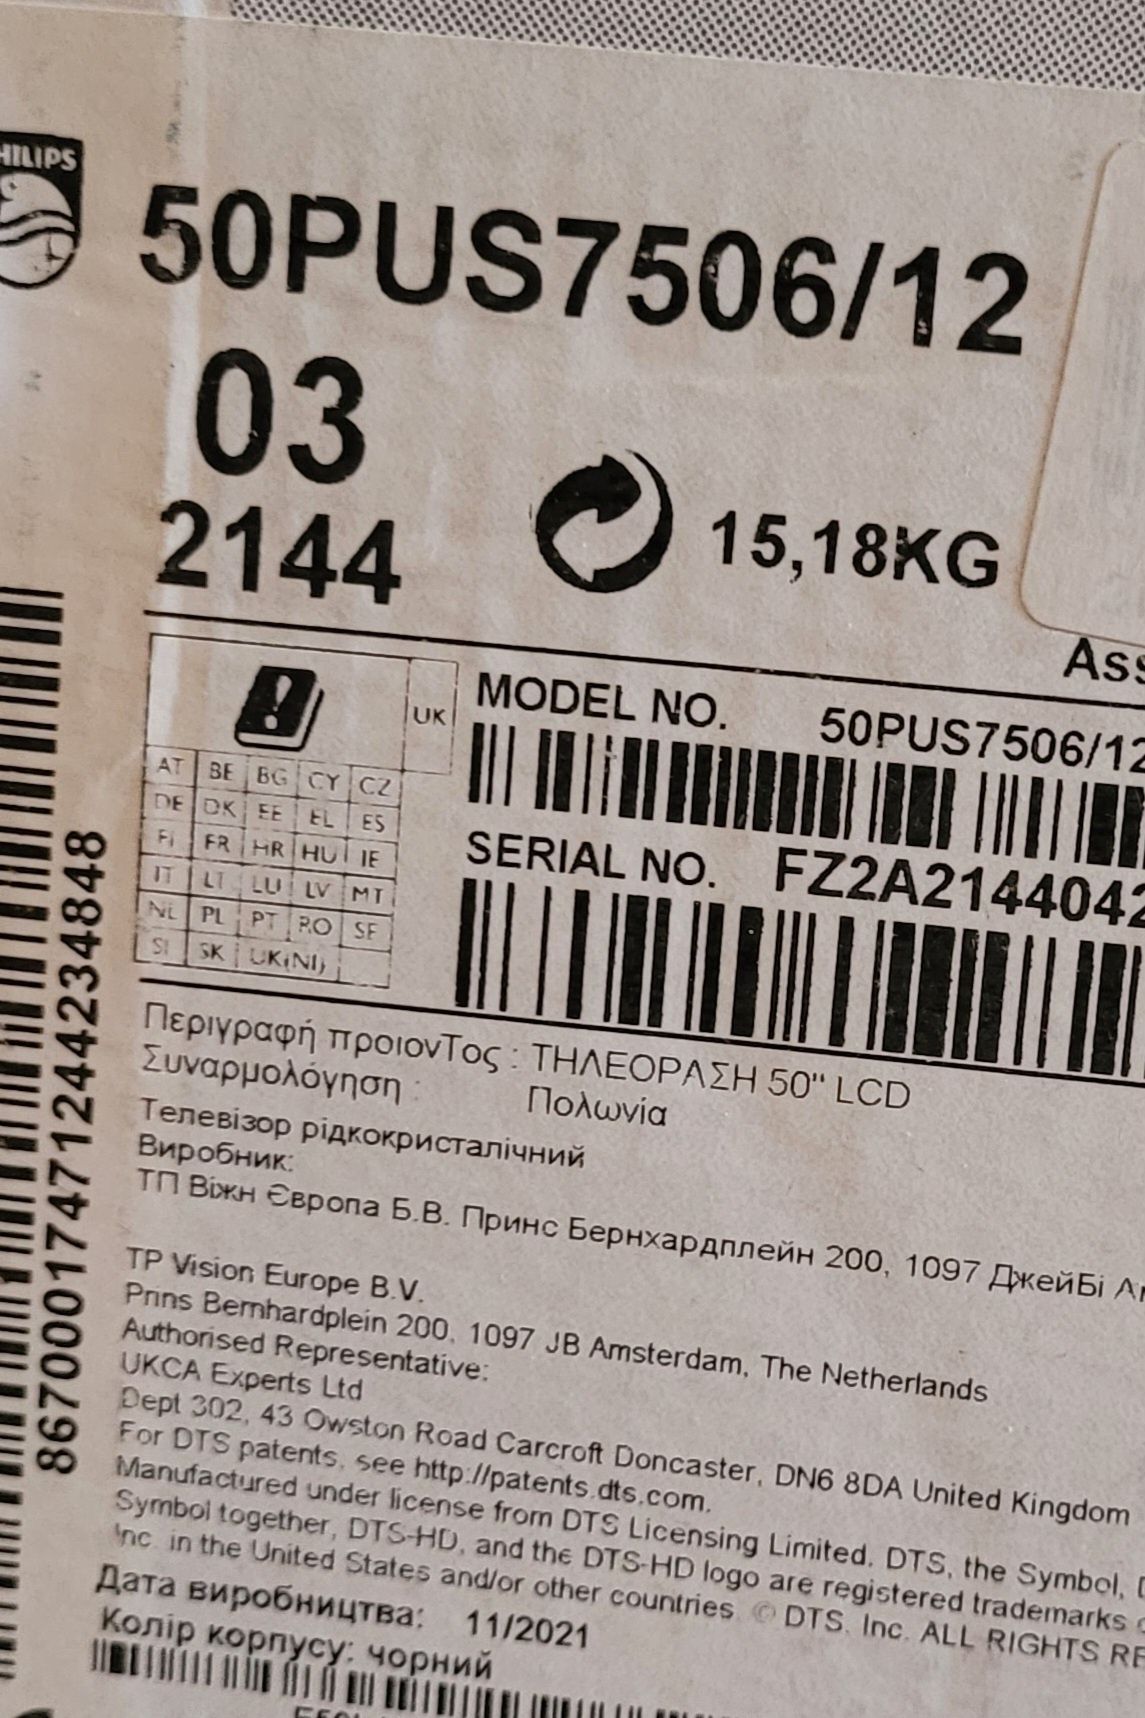 PHILIPS
50PUS7506/12
03
2144
15,18KG
UK
MODEL NO. 50PUS7506/12
AT BE BG CY CZ
DE DK EE EL ES
FI FR HR HU IE
IT LT LU LV MT
NL PL PT RO SE
SI SK UK(NI)
SERIAL NO. FZ2A2144042
867000174712442234848
Περιγραφή προιονΤος : ΤΗΛΕΟΡΑΣΗ 50" LCD
Συναρμολόγηση : Πολωνία
Телевізор рідкокристалічний
Виробник:
ТП Віжн Європа Б.В. Принс Бернхардплейн 200, 1097 ДжейБі
TP Vision Europe B.V.
Prins Bernhardplein 200, 1097 JB Amsterdam, The Netherlands
Authorised Representative:
UKCA Experts Ltd
Dept 302, 43 Owston Road Carcroft Doncaster, DN6 8DA United Kingdom
For DTS patents, see http://patents.dts.com.
Manufactured under license from DTS Licensing Limited. DTS, the Symbol,
Symbol together, DTS-HD, and the DTS-HD logo are registered trademarks
Inc. in the United States and/or other countries. © DTS, Inc. ALL RIGHTS
Дата виробництва: 11/2021
Колір корпусу: чорний